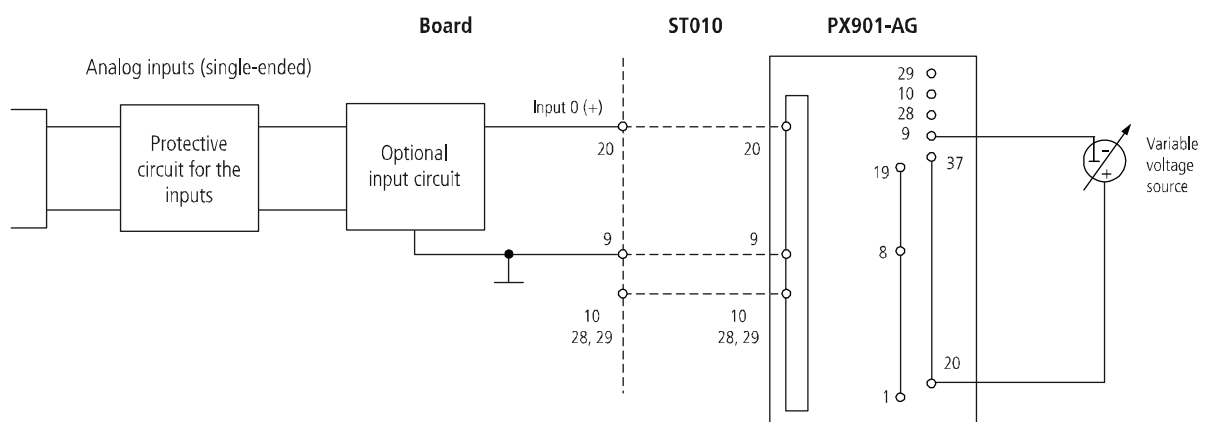 Board
ST010
PX901-AG
Analog inputs (single-ended)
Protective
circuit for the
inputs
Optional
input circuit
Input 0 (+)
20
20
9
9
10
28, 29
10
28, 29
29
10
28
9
37
19
8
20
1
-
+
Variable
voltage
source